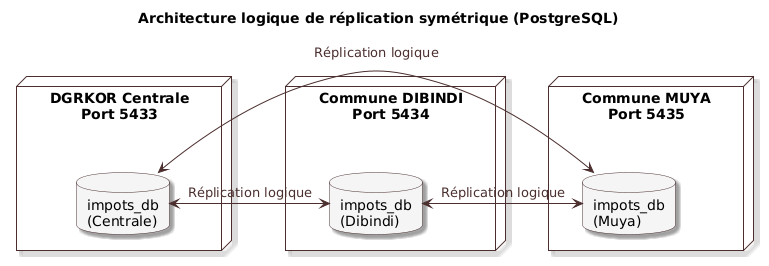 Architecture logique de réplication symétrique (PostgreSQL)
Réplication logique
DGRKOR Centrale
Port 5433
Commune DIBINDI
Port 5434
Commune MUYA
Port 5435
Réplication logique
Réplication logique
impots_db
(Centrale)
impots_db
(Dibindi)
impots_db
(Muya)